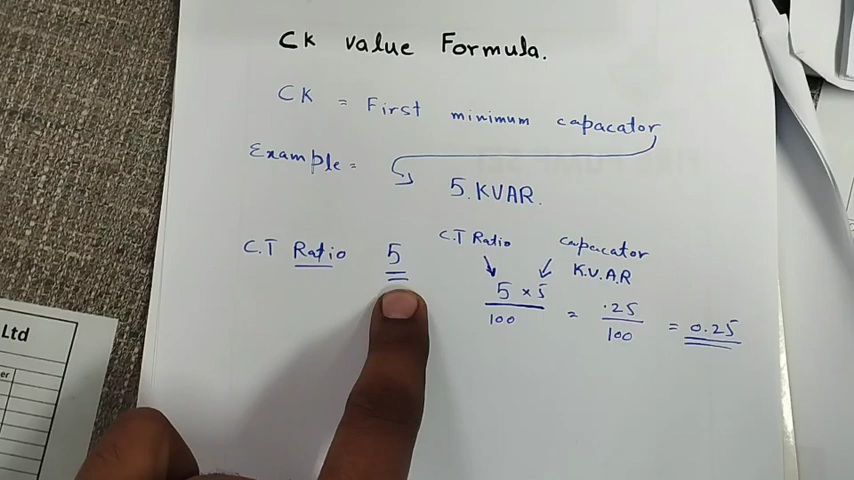 CK value Formula.
CK = First minimum capacator
Example =
5.KVAR.
C.T Ratio 5
C.T Ratio
capacator
K.V.A.R
5 x 5
100
= .25
100
= 0.25
Ltd
er